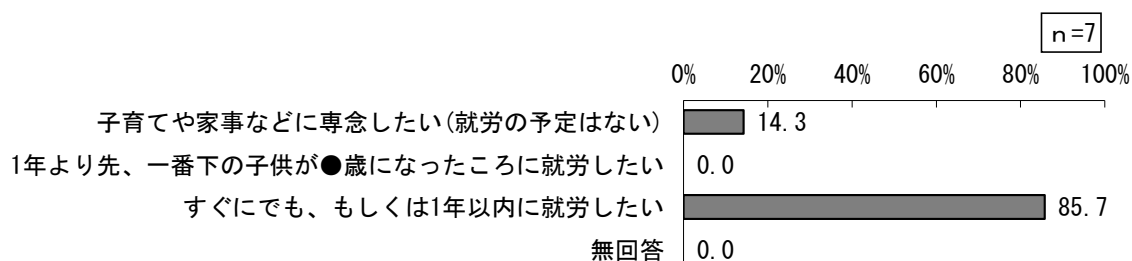 ｎ=7
0% 20% 40% 60% 80% 100%
子育てや家事などに専念したい(就労の予定はない) 14.3
1年より先、一番下の子供が●歳になったころに就労したい 0.0
すぐにでも、もしくは1年以内に就労したい 85.7
無回答 0.0